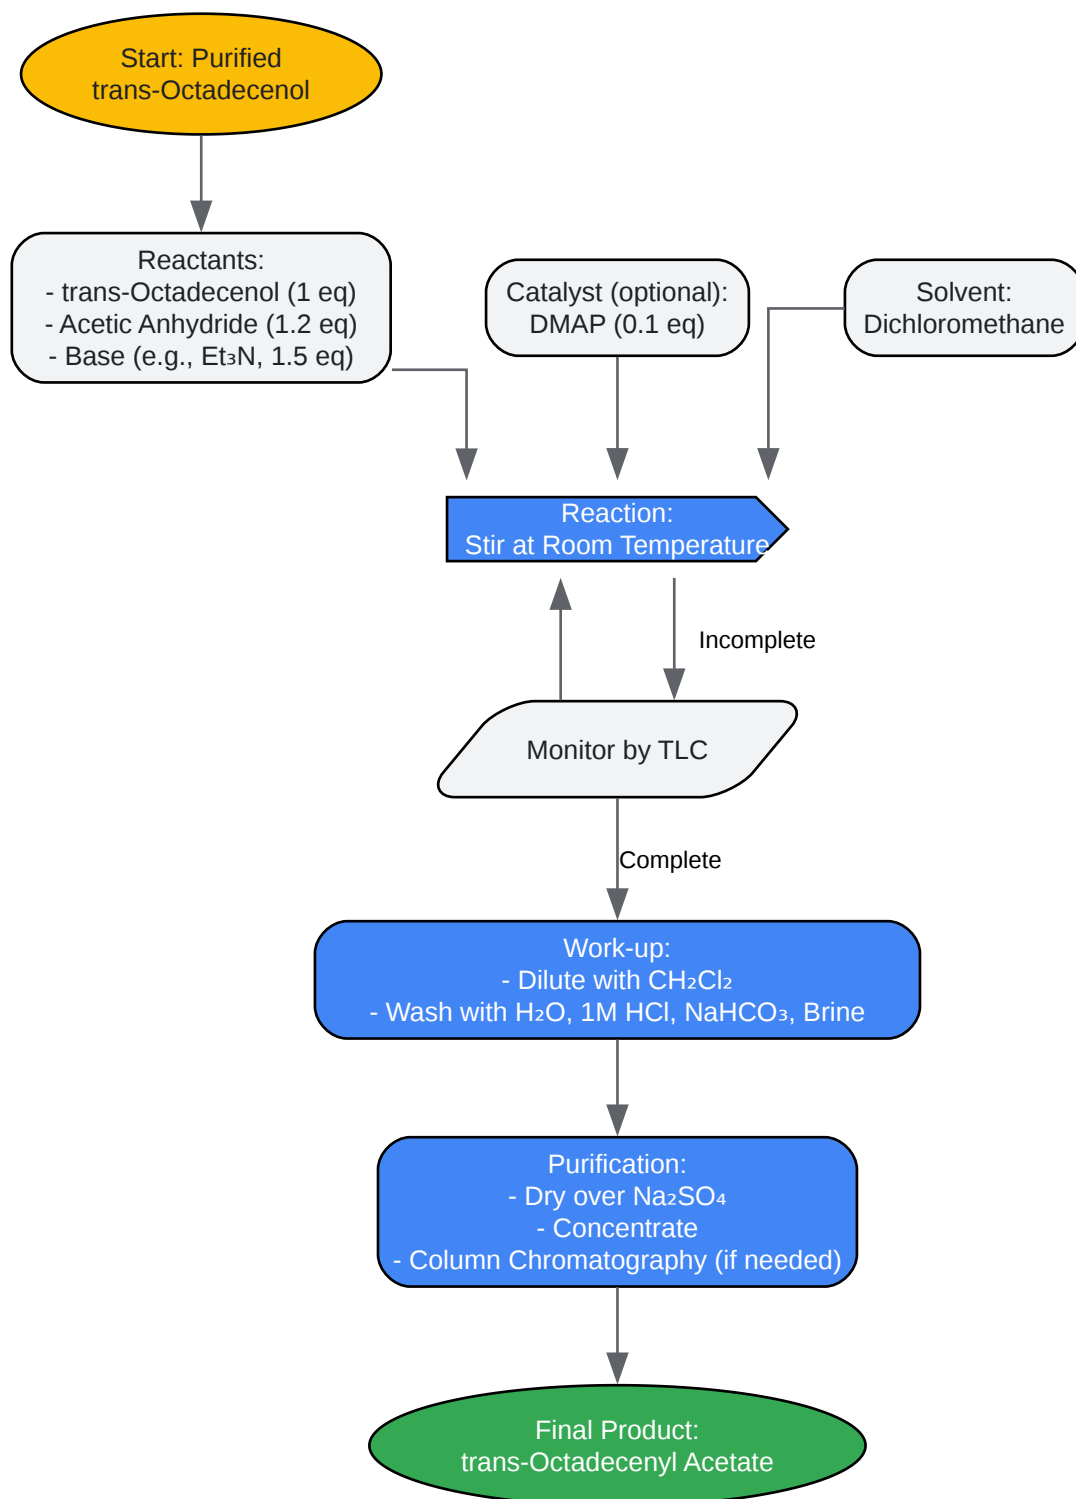 Start: Purified
trans-Octadecenol
Reactants:
- trans-Octadecenol (1 eq)
- Acetic Anhydride (1.2 eq)
- Base (e.g., Et₃N, 1.5 eq)
Catalyst (optional):
DMAP (0.1 eq)
Solvent:
Dichloromethane
Reaction:
Stir at Room Temperature
Incomplete
Monitor by TLC
Complete
Work-up:
- Dilute with CH₂Cl₂
- Wash with H₂O, 1M HCl, NaHCO₃, Brine
Purification:
- Dry over Na₂SO₄
- Concentrate
- Column Chromatography (if needed)
Final Product:
trans-Octadecenyl Acetate